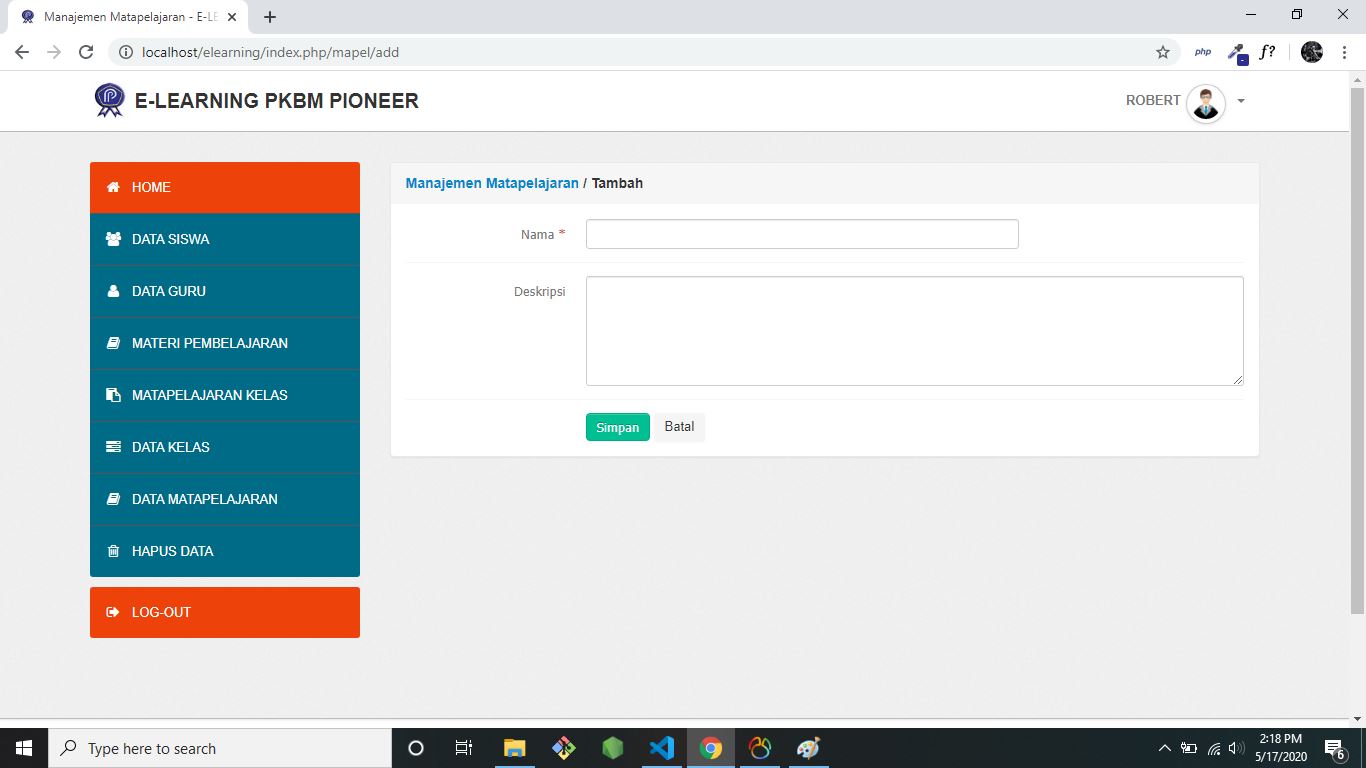 Manajemen Matapelajaran - E-LE
localhost/elearning/index.php/mapel/add
php
f?
E-LEARNING PKBM PIONEER
ROBERT
HOME
DATA SISWA
DATA GURU
MATERI PEMBELAJARAN
MATAPELAJARAN KELAS
DATA KELAS
DATA MATAPELAJARAN
HAPUS DATA
LOG-OUT
Manajemen Matapelajaran / Tambah
Nama *
Deskripsi
Simpan
Batal
Type here to search
2:18 PM
5/17/2020
6